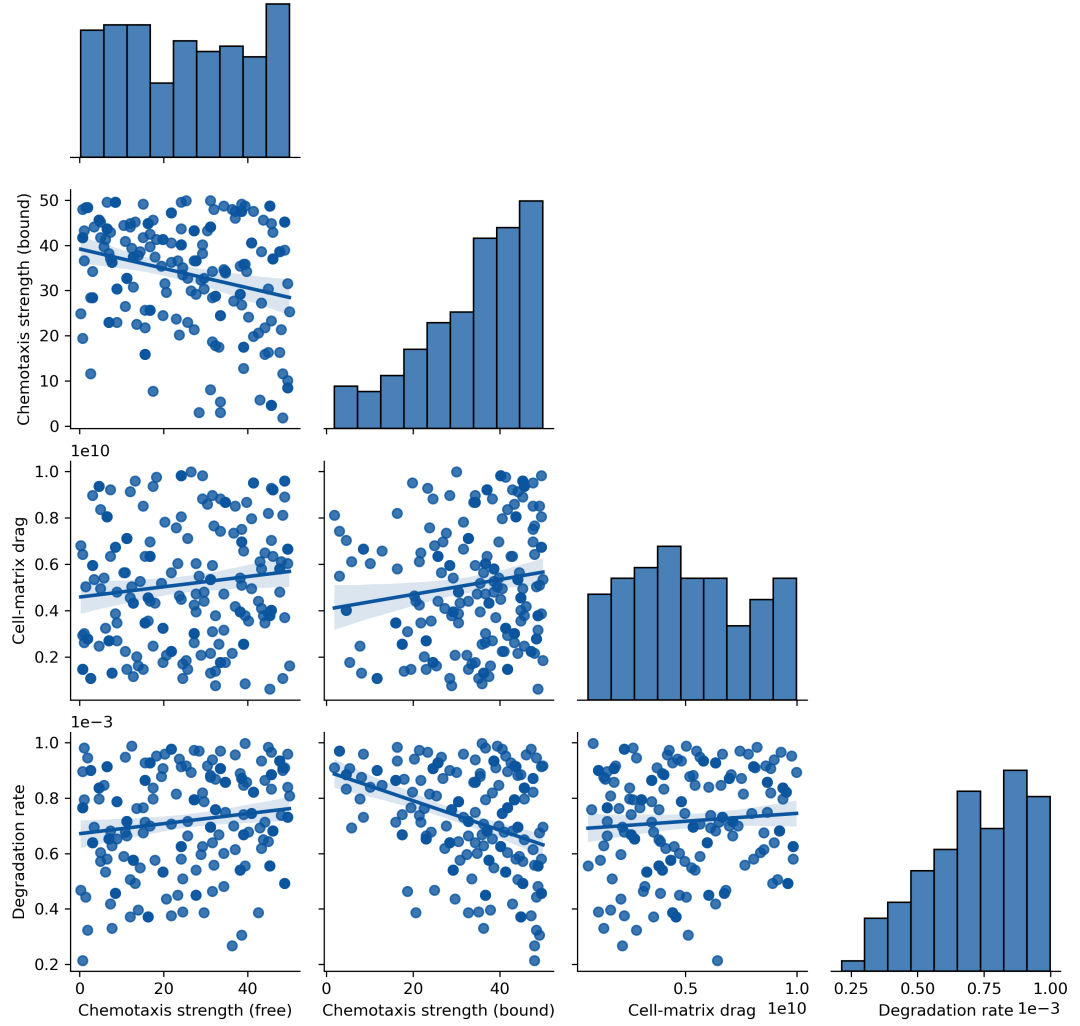 Chemotaxis strength (bound)
50
40
30
20
10
0
1e10
Cell-matrix drag
1.0
0.8
0.6
0.4
0.2
1e−3
Degradation rate
1.0
0.8
0.6
0.4
0.2
0 20 40
Chemotaxis strength (free)
0 20 40
Chemotaxis strength (bound)
0.5 1.0
Cell-matrix drag 1e10
0.25 0.50 0.75 1.00
Degradation rate 1e−3